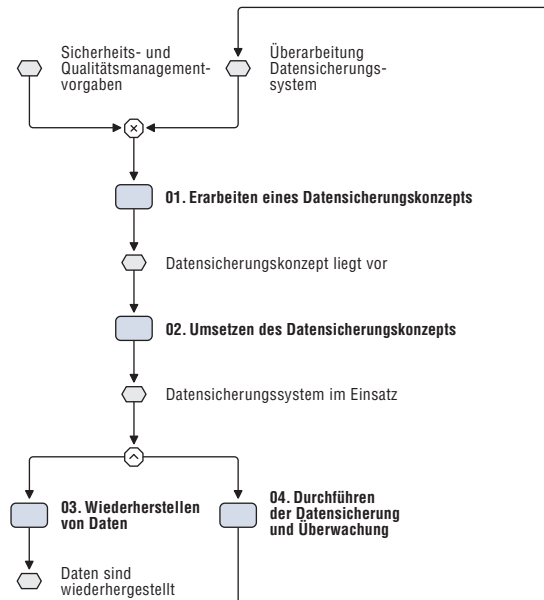 Sicherheits- und
Qualitätsmanagement-
vorgaben
Überarbeitung
Datensicherungs-
system
01. Erarbeiten eines Datensicherungskonzepts
Datensicherungskonzept liegt vor
02. Umsetzen des Datensicherungskonzepts
Datensicherungssystem im Einsatz
03. Wiederherstellen
von Daten
04. Durchführen
der Datensicherung
und Überwachung
Daten sind
wiederhergestellt